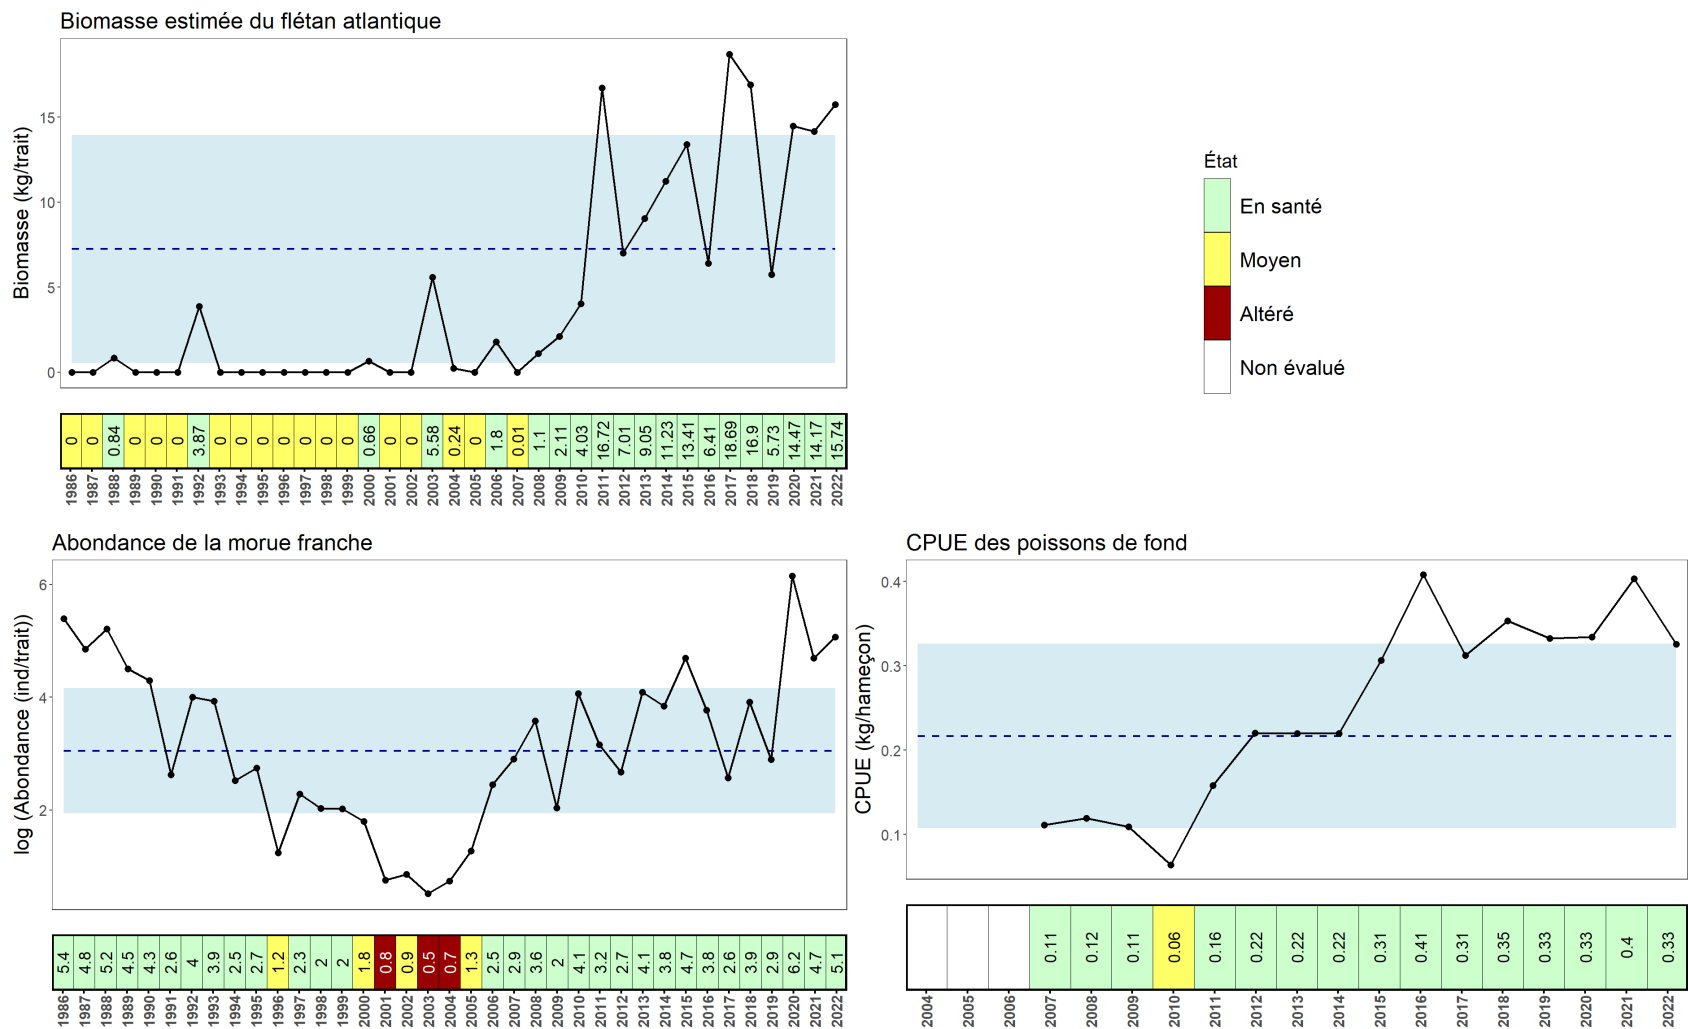 Biomasse estimée du flétan atlantique
Biomasse (kg/trait)
15
10
5
0
0 0 0.84 0 0 0 3.87 0 0 0 0 0 0 0 0.66 0 0 5.58 0.24 0 1.8 0.01 1.1 2.11 4.03 16.72 7.01 9.05 11.23 13.41 6.41 18.69 16.9 5.73 14.47 14.17 15.74
1986 1987 1988 1989 1990 1991 1992 1993 1994 1995 1996 1997 1998 1999 2000 2001 2002 2003 2004 2005 2006 2007 2008 2009 2010 2011 2012 2013 2014 2015 2016 2017 2018 2019 2020 2021 2022
État
En santé
Moyen
Altéré
Non évalué
Abondance de la morue franche
log (Abondance (ind/trait))
6
4
2
5.4 4.8 5.2 4.5 4.3 2.6 4 3.9 2.5 2.7 1.2 2.3 2 2 1.8 0.8 0.9 0.5 0.7 1.3 2.5 2.9 3.6 2 4.1 3.2 2.7 4.1 3.8 4.7 3.8 2.6 3.9 2.9 6.2 4.7 5.1
1986 1987 1988 1989 1990 1991 1992 1993 1994 1995 1996 1997 1998 1999 2000 2001 2002 2003 2004 2005 2006 2007 2008 2009 2010 2011 2012 2013 2014 2015 2016 2017 2018 2019 2020 2021 2022
CPUE des poissons de fond
CPUE (kg/hameçon)
0.4
0.3
0.2
0.1
0.11 0.12 0.11 0.06 0.16 0.22 0.22 0.22 0.31 0.41 0.31 0.35 0.33 0.33 0.4 0.33
2004 2005 2006 2007 2008 2009 2010 2011 2012 2013 2014 2015 2016 2017 2018 2019 2020 2021 2022